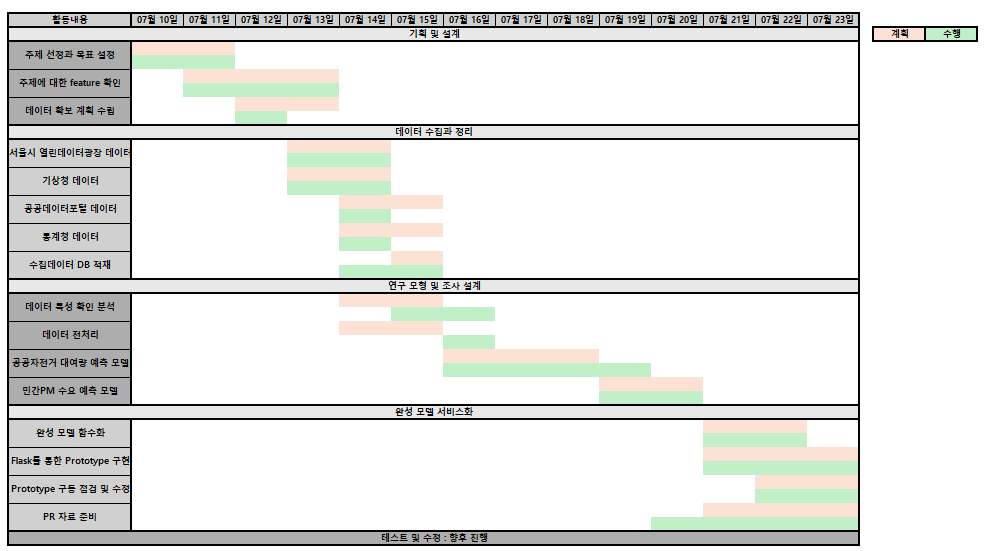 활동내용 07월 10일 07월 11일 07월 12일 07월 13일 07월 14일 07월 15일 07월 16일 07월 17일 07월 18일 07월 19일 07월 20일 07월 21일 07월 22일 07월 23일
기획 및 설계
계획 수행
주제 선정과 목표 설정
주제에 대한 feature 확인
데이터 확보 계획 수립
데이터 수집과 정리
서울시 열린데이터광장 데이터
기상청 데이터
공공데이터포털 데이터
통계청 데이터
수집데이터 DB 적재
연구 모형 및 조사 설계
데이터 특성 확인 분석
데이터 전처리
공공자전거 대여량 예측 모델
민간PM 수요 예측 모델
완성 모델 서비스화
완성 모델 함수화
Flask를 통한 Prototype 구현
Prototype 구동 점검 및 수정
PR 자료 준비
테스트 및 수정 : 향후 진행